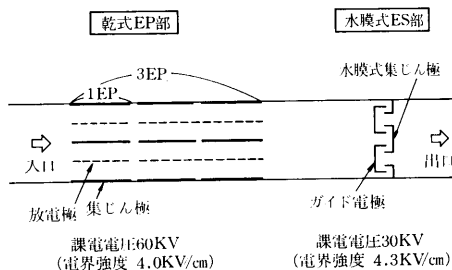 乾式EP部
水膜式ES部
3EP
1EP
水膜式集じん極
入口
出口
放電極
集じん極
ガイド電極
課電電圧60KV
(電界強度 4.0KV/cm)
課電電圧30KV
(電界強度 4.3KV/cm)